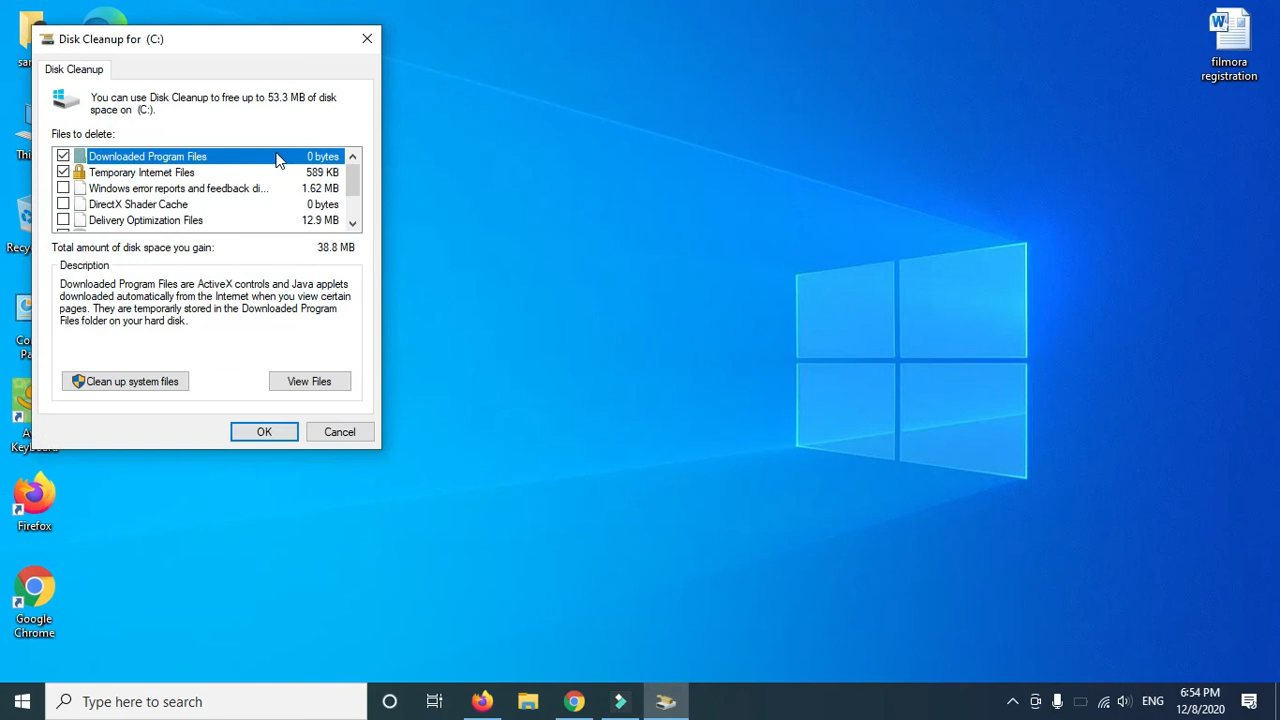 Disk Cleanup for (C:)
Disk Cleanup
You can use Disk Cleanup to free up to 53.3 MB of disk
space on (C:).
Files to delete:
Downloaded Program Files 0 bytes
Temporary Internet Files 589 KB
Windows error reports and feedback di... 1.62 MB
DirectX Shader Cache 0 bytes
Delivery Optimization Files 12.9 MB
Total amount of disk space you gain: 38.8 MB
Description
Downloaded Program Files are ActiveX controls and Java applets
downloaded automatically from the Internet when you view certain
pages. They are temporarily stored in the Downloaded Program
Files folder on your hard disk.
Clean up system files
View Files
OK
Cancel
Firefox
Google
Chrome
filmora
registration
Type here to search
ENG
6:54 PM
12/8/2020